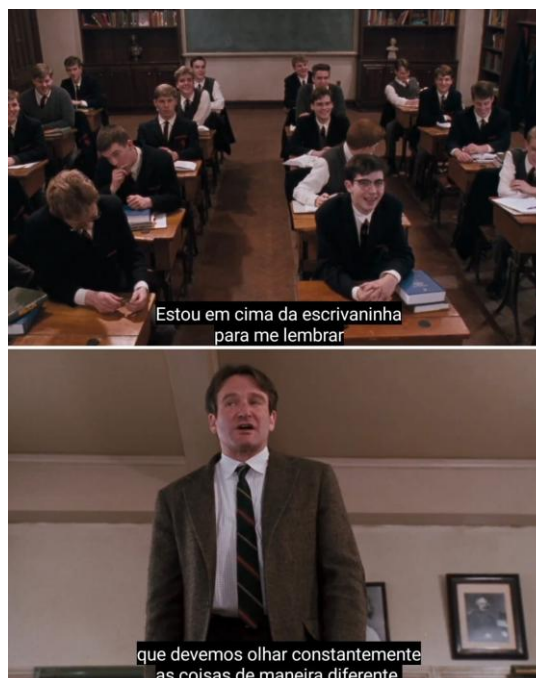 Estou em cima da escrivaninha
para me lembrar
que devemos olhar constantemente
as coisas de maneira diferente